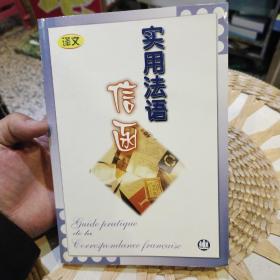 译文
实用法语
信函
Guide pratique
de la
Correspondance française